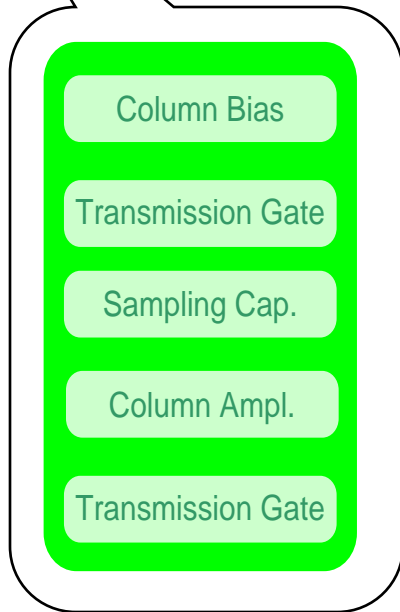 Column Bias
Transmission Gate
Sampling Cap.
Column Ampl.
Transmission Gate